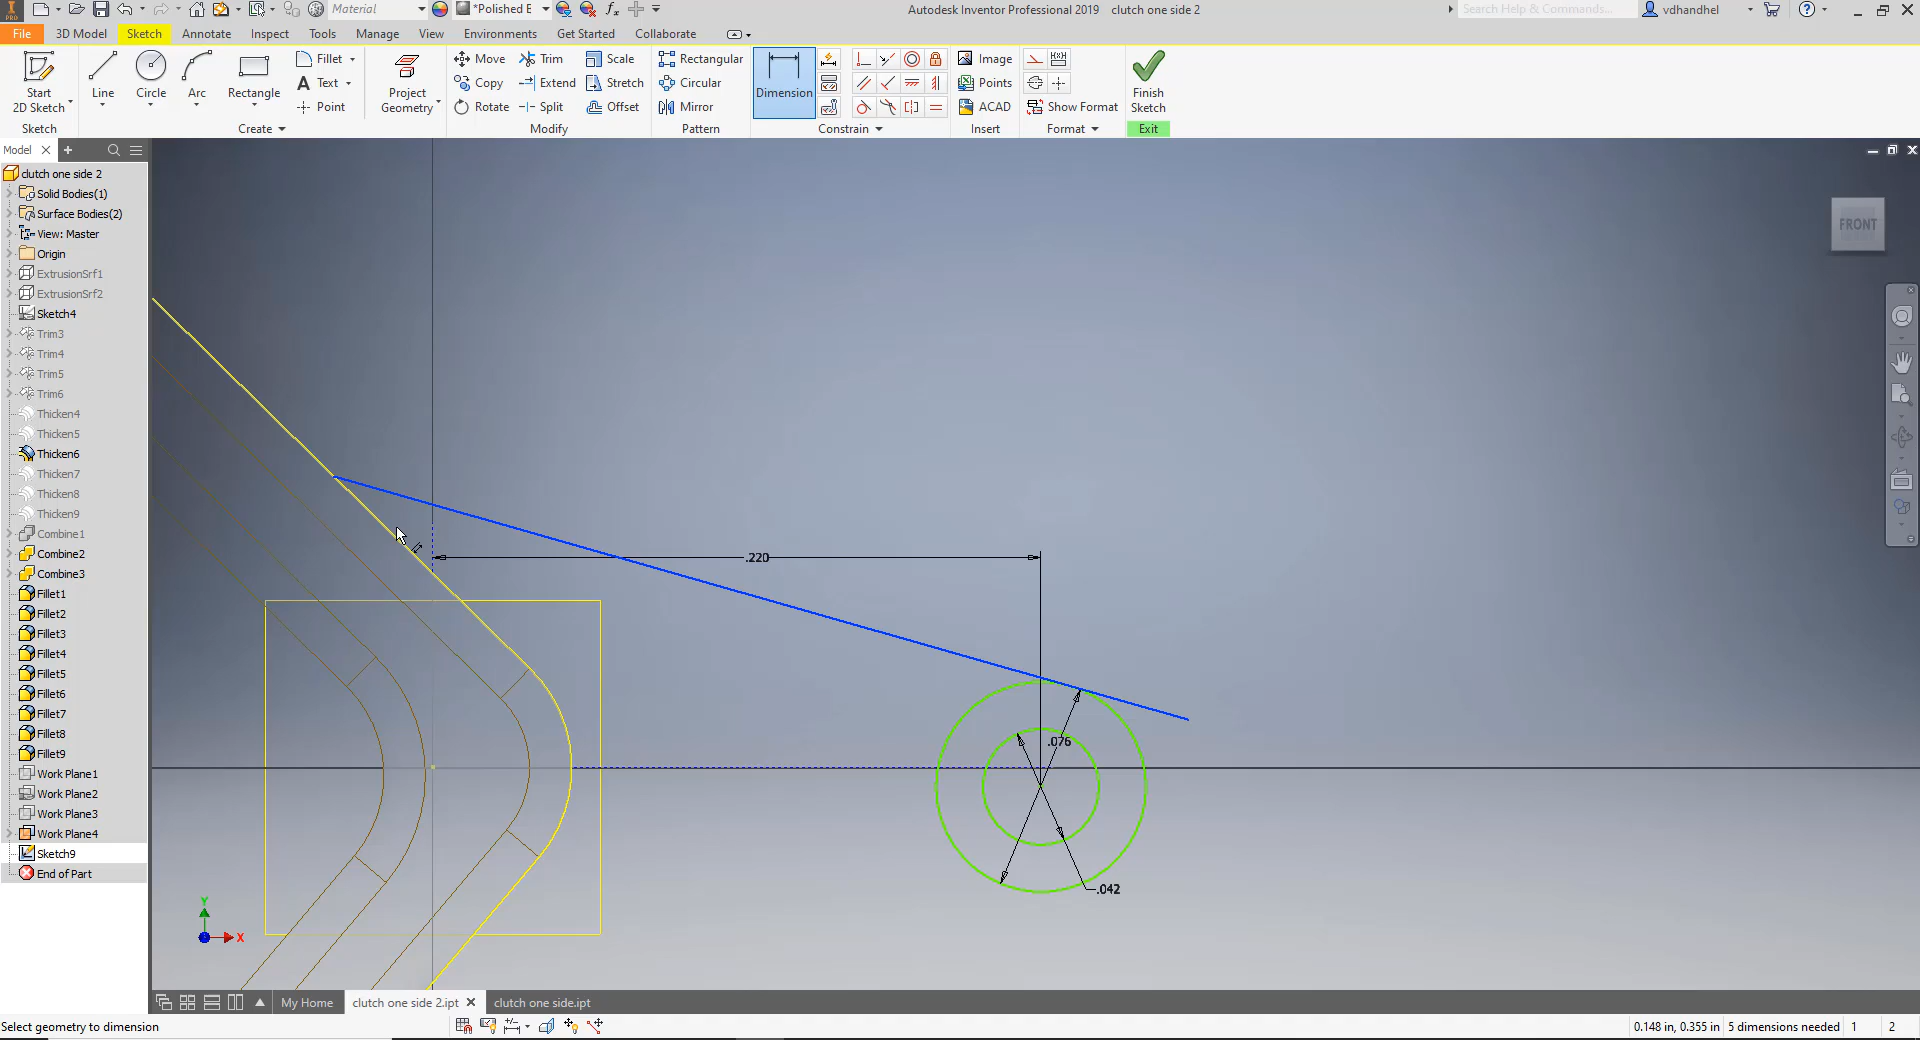 Material
*Polished E
Autodesk Inventor Professional 2019 clutch one side 2
Search Help & Commands...
vdhandhel
File 3D Model Sketch Annotate Inspect Tools Manage View Environments Get Started Collaborate
Start 2D Sketch
Line
Circle
Arc
Rectangle
Fillet
Text
Point
Project Geometry
Move
Copy
Rotate
Trim
Extend
Split
Scale
Stretch
Offset
Rectangular
Circular
Mirror
Dimension
Image
Points
ACAD
Show Format
Finish Sketch
Sketch Create Modify Pattern Constrain Insert Format Exit
Model
clutch one side 2
Solid Bodies(1)
Surface Bodies(2)
View: Master
Origin
ExtrusionSrf1
ExtrusionSrf2
Sketch4
Trim3
Trim4
Trim5
Trim6
Thicken4
Thicken5
Thicken6
Thicken7
Thicken8
Thicken9
Combine1
Combine2
Combine3
Fillet1
Fillet2
Fillet3
Fillet4
Fillet5
Fillet6
Fillet7
Fillet8
Fillet9
Work Plane1
Work Plane2
Work Plane3
Work Plane4
Sketch9
End of Part
FRONT
.220
.076
.042
Y
X
My Home clutch one side 2.ipt clutch one side.ipt
Select geometry to dimension
0.148 in, 0.355 in 5 dimensions needed 1 2